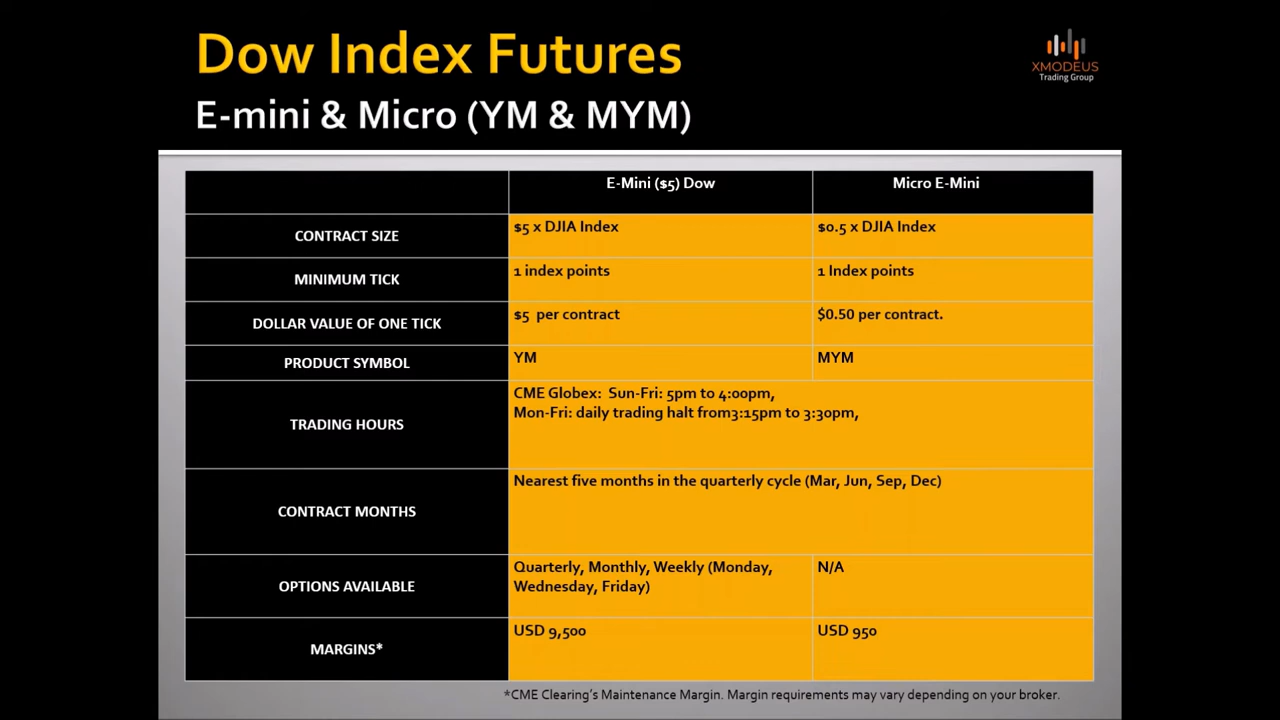 Dow Index Futures
E-mini & Micro (YM & MYM)
XMODEUS
Trading Group
E-Mini ($5) Dow
Micro E-Mini
CONTRACT SIZE
$5 x DJIA Index
$0.5 x DJIA Index
MINIMUM TICK
1 index points
1 Index points
DOLLAR VALUE OF ONE TICK
$5  per contract
$0.50 per contract.
PRODUCT SYMBOL
YM
MYM
TRADING HOURS
CME Globex:  Sun-Fri: 5pm to 4:00pm,
Mon-Fri: daily trading halt from3:15pm to 3:30pm,
CONTRACT MONTHS
Nearest five months in the quarterly cycle (Mar, Jun, Sep, Dec)
OPTIONS AVAILABLE
Quarterly, Monthly, Weekly (Monday,
Wednesday, Friday)
N/A
MARGINS*
USD 9,500
USD 950
*CME Clearing's Maintenance Margin. Margin requirements may vary depending on your broker.